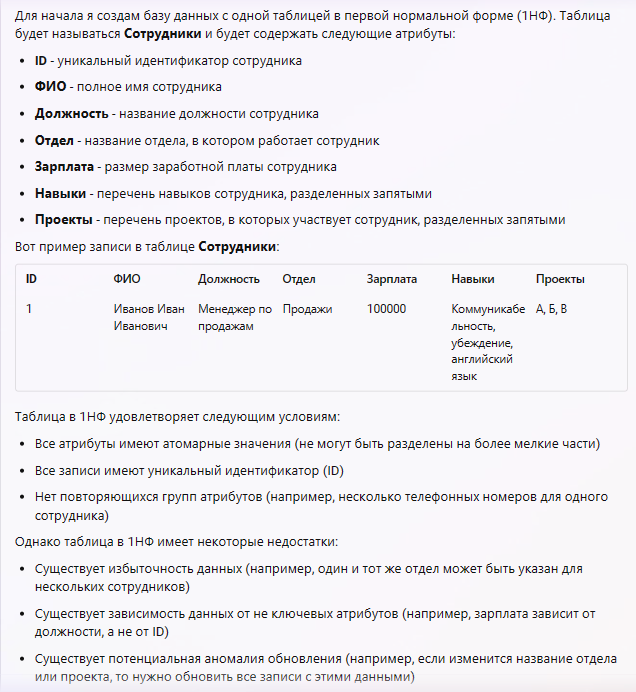 Для начала я создам базу данных с одной таблицей в первой нормальной форме (1НФ). Таблица
будет называться Сотрудники и будет содержать следующие атрибуты:
• ID - уникальный идентификатор сотрудника
• ФИО - полное имя сотрудника
• Должность - название должности сотрудника
• Отдел - название отдела, в котором работает сотрудник
• Зарплата - размер заработной платы сотрудника
• Навыки - перечень навыков сотрудника, разделенных запятыми
• Проекты - перечень проектов, в которых участвует сотрудник, разделенных запятыми
Вот пример записи в таблице Сотрудники:
ID ФИО Должность Отдел Зарплата Навыки Проекты
1 Иванов Иван Менеджер по Продажи 100000 Коммуникабе А, Б, В
Иванович продажам льность,
убеждение,
английский
язык
Таблица в 1НФ удовлетворяет следующим условиям:
• Все атрибуты имеют атомарные значения (не могут быть разделены на более мелкие части)
• Все записи имеют уникальный идентификатор (ID)
• Нет повторяющихся групп атрибутов (например, несколько телефонных номеров для одного
сотрудника)
Однако таблица в 1НФ имеет некоторые недостатки:
• Существует избыточность данных (например, один и тот же отдел может быть указан для
нескольких сотрудников)
• Существует зависимость данных от не ключевых атрибутов (например, зарплата зависит от
должности, а не от ID)
• Существует потенциальная аномалия обновления (например, если изменится название отдела
или проекта, то нужно обновить все записи с этими данными)